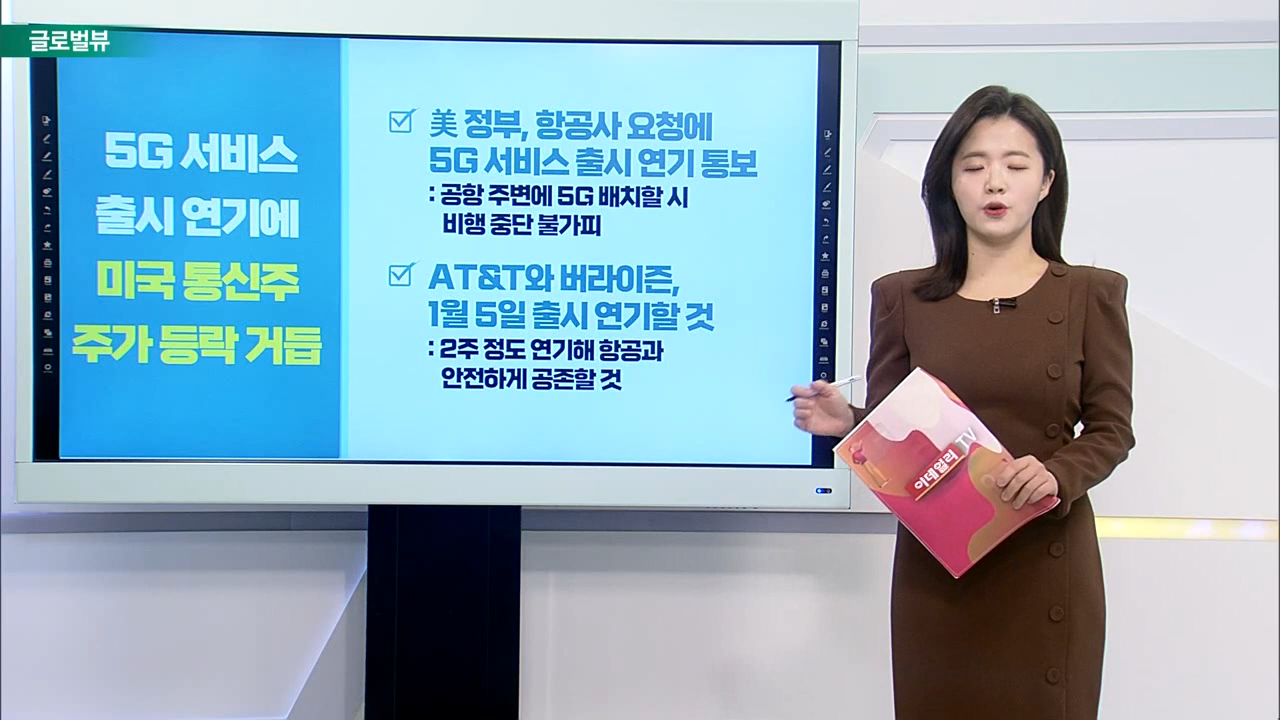 글로벌뷰
5G 서비스
출시 연기에
미국 통신주
주가 등락 거듭
美 정부, 항공사 요청에
5G 서비스 출시 연기 통보
: 공항 주변에 5G 배치할 시
비행 중단 불가피
AT&T와 버라이즌,
1월 5일 출시 연기할 것
: 2주 정도 연기해 항공과
안전하게 공존할 것
이데일리 TV